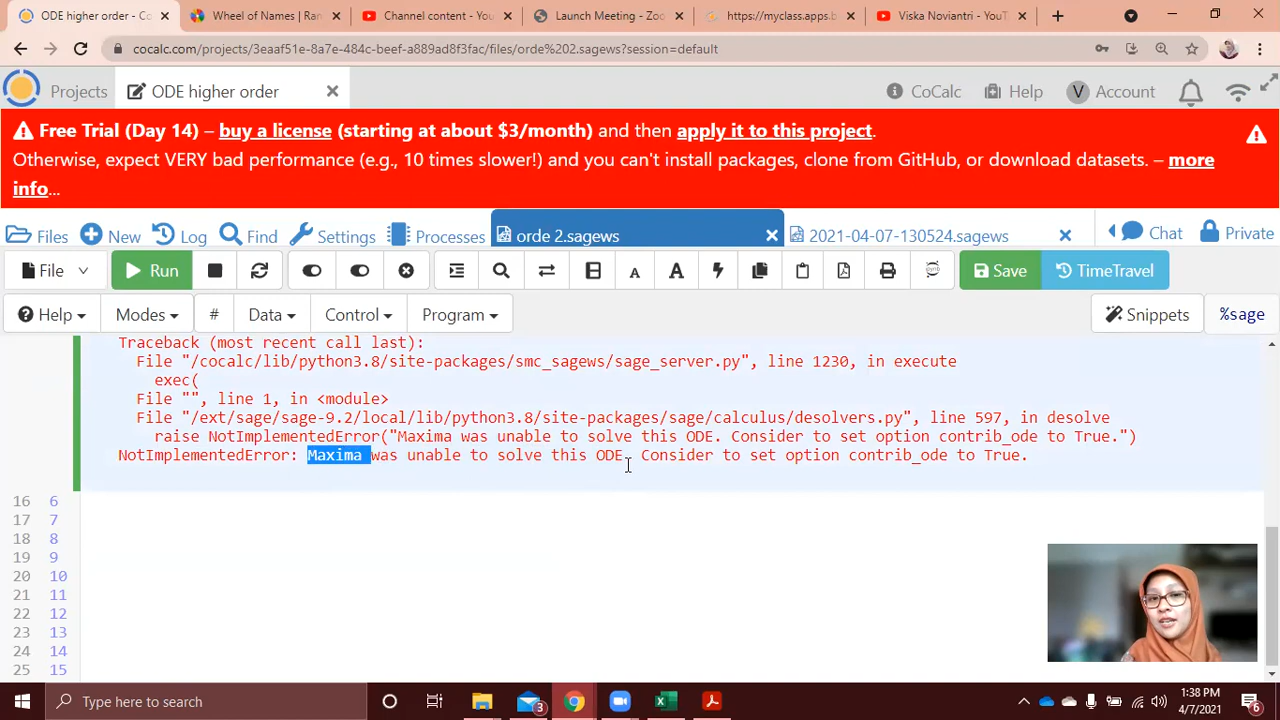 ODE higher order - Co
Wheel of Names | Ran
Channel content - You
Launch Meeting - Zoo
https://myclass.apps.b
Viska Noviantri - YouT
cocalc.com/projects/3eaaf51e-8a7e-484c-beef-a889ad8f3fac/files/orde%202.sagews?session=default
Projects
ODE higher order
CoCalc
Help
V
Account
Free Trial (Day 14) – buy a license (starting at about $3/month) and then apply it to this project.
Otherwise, expect VERY bad performance (e.g., 10 times slower!) and you can't install packages, clone from GitHub, or download datasets. – more
info...
Files
New
Log
Find
Settings
Processes
orde 2.sagews
2021-04-07-130524.sagews
Chat
Private
File
Run
A
A
Save
TimeTravel
Help
Modes
#
Data
Control
Program
Snippets
%sage
Traceback (most recent call last):
File "/cocalc/lib/python3.8/site-packages/smc_sagews/sage_server.py", line 1230, in execute
exec(
File "", line 1, in <module>
File "/ext/sage/sage-9.2/local/lib/python3.8/site-packages/sage/calculus/desolvers.py", line 597, in desolve
raise NotImplementedError("Maxima was unable to solve this ODE. Consider to set option contrib_ode to True.")
NotImplementedError: Maxima was unable to solve this ODE. Consider to set option contrib_ode to True.
16 6
17 7
18 8
19 9
20 10
21 11
22 12
23 13
24 14
25 15
Type here to search
3
1:38 PM
4/7/2021
6